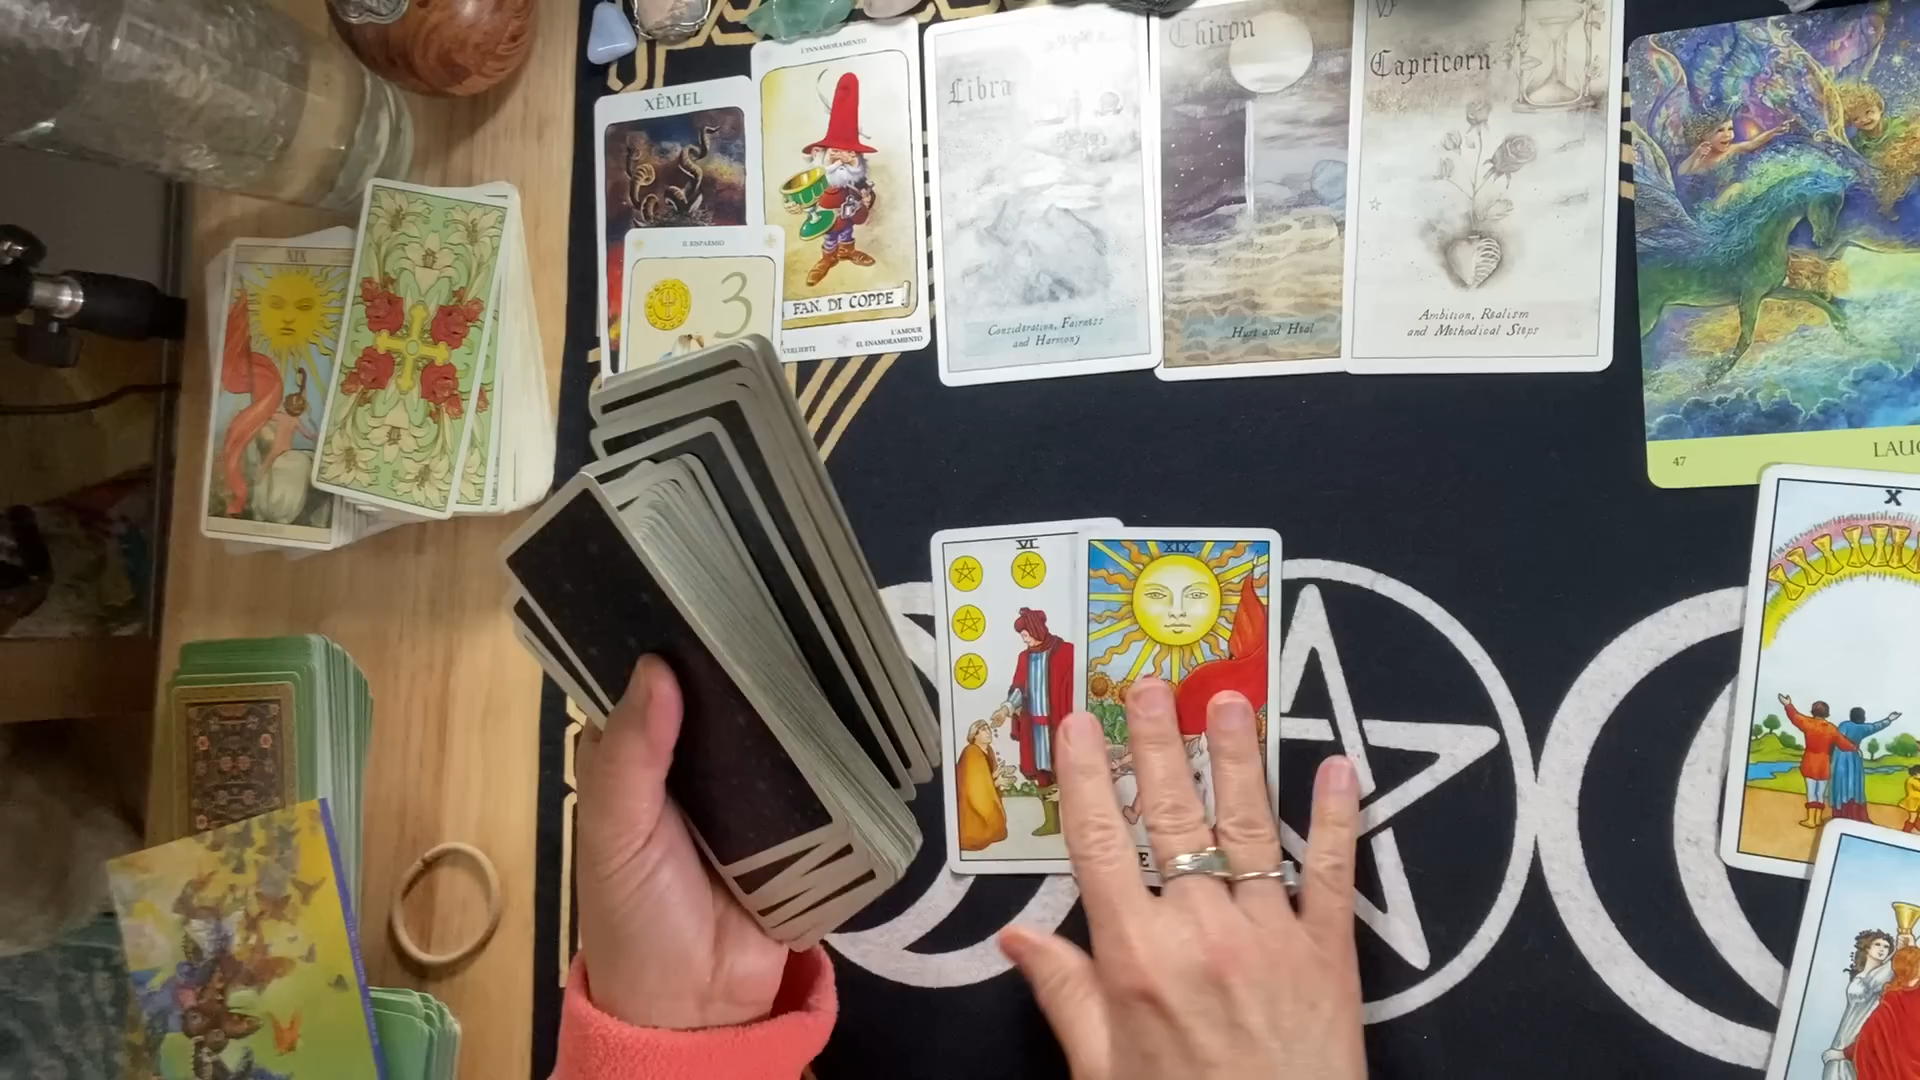 XÊMEL
L'INNAMORAMENTO
FAN. DI COPPE
L'AMOUR
EL ENAMORAMIENTO
VERLIEBTE
IL RISPARMIO
3
Libra
Consideration, Fairness
and Harmony
Chiron
Hurt and Heal
Capricorn
Ambition, Realism
and Methodical Steps
47
LAUG
XIX
VI
XIX
E
X